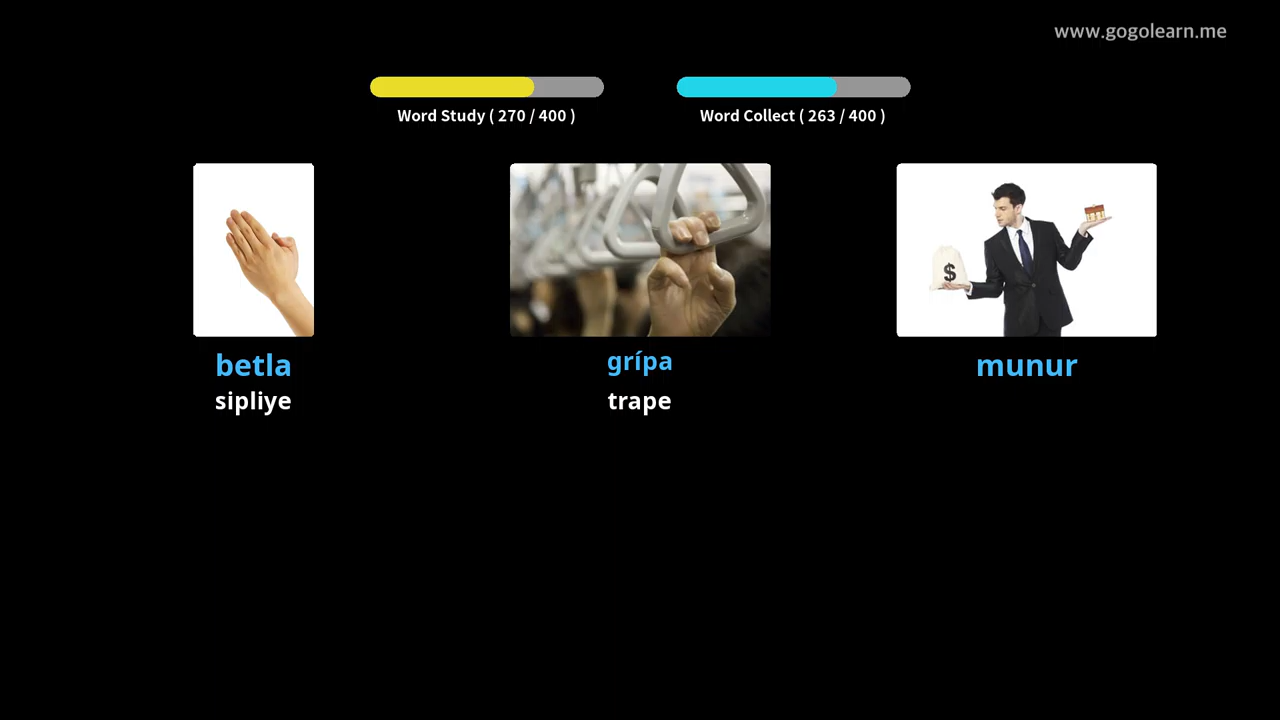 www.gogolearn.me
Word Study ( 270 / 400 )
Word Collect ( 263 / 400 )
betla
sipliye
grípa
trape
munur
$